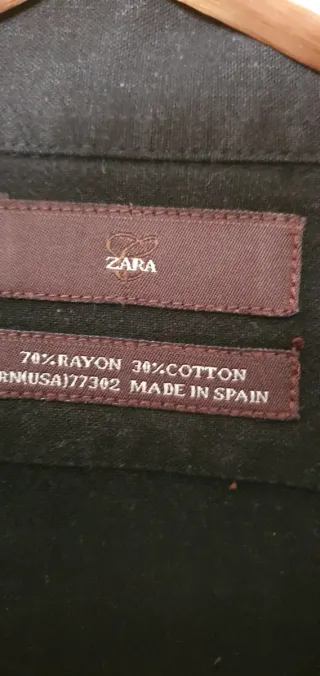 ZARA
70%RAYON 30%COTTON
RN(USA)77302 MADE IN SPAIN